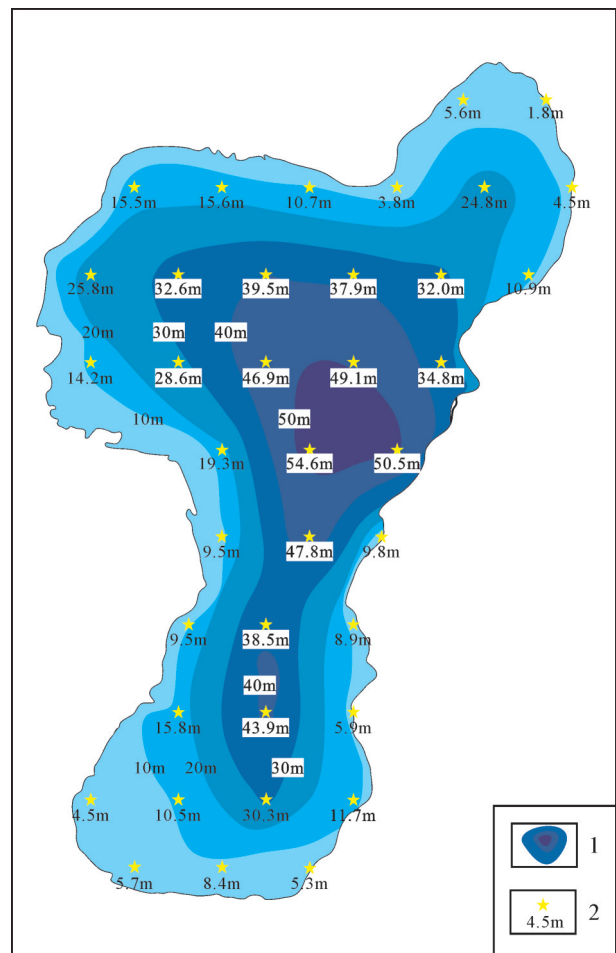 5.6m 1.8m
15.5m 15.6m 10.7m 3.8m 24.8m 4.5m
25.8m 32.6m 39.5m 37.9m 32.0m 10.9m
20m 30m 40m
14.2m 28.6m 46.9m 49.1m 34.8m
10m 50m
19.3m 54.6m 50.5m
9.5m 47.8m 9.8m
9.5m 38.5m 8.9m
40m
15.8m 43.9m 5.9m
10m 20m 30m
4.5m 10.5m 30.3m 11.7m
5.7m 8.4m 5.3m
1
4.5m 2